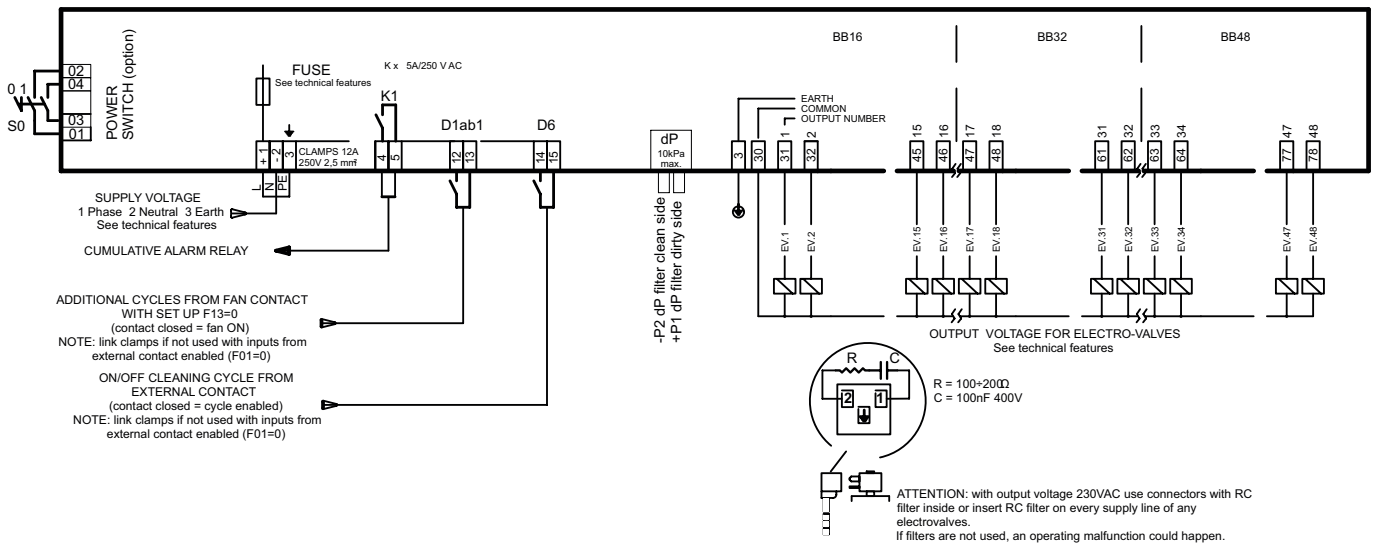 BB16
BB32
BB48
02
04
03
01
0 1
S0
POWER
SWITCH (option)
FUSE
See technical features
K x 5A/250 V AC
K1
D1ab1
D6
+ 1
- 2
3
CLAMPS 12A
250V 2,5 mm²
4
5
12
13
14
15
dP
10kPa
max.
EARTH
COMMON
OUTPUT NUMBER
1
2
15
16
17
18
31
32
33
34
47
48
3
30
31
32
45
46
47
48
61
62
63
64
77
78
L
N
PE
SUPPLY VOLTAGE
1 Phase 2 Neutral 3 Earth
See technical features
CUMULATIVE ALARM RELAY
ADDITIONAL CYCLES FROM FAN CONTACT
WITH SET UP F13=0
(contact closed = fan ON)
NOTE: link clamps if not used with inputs from
external contact enabled (F01=0)
ON/OFF CLEANING CYCLE FROM
EXTERNAL CONTACT
(contact closed = cycle enabled)
NOTE: link clamps if not used with inputs from
external contact enabled (F01=0)
-P2 dP filter clean side
+P1 dP filter dirty side
EV.1
EV.2
EV.15
EV.16
EV.17
EV.18
EV.31
EV.32
EV.33
EV.34
EV.47
EV.48
OUTPUT VOLTAGE FOR ELECTRO-VALVES
See technical features
R
C
2
1
R = 100÷200Ω
C = 100nF 400V
ATTENTION: with output voltage 230VAC use connectors with RC
filter inside or insert RC filter on every supply line of any
electrovalves.
If filters are not used, an operating malfunction could happen.